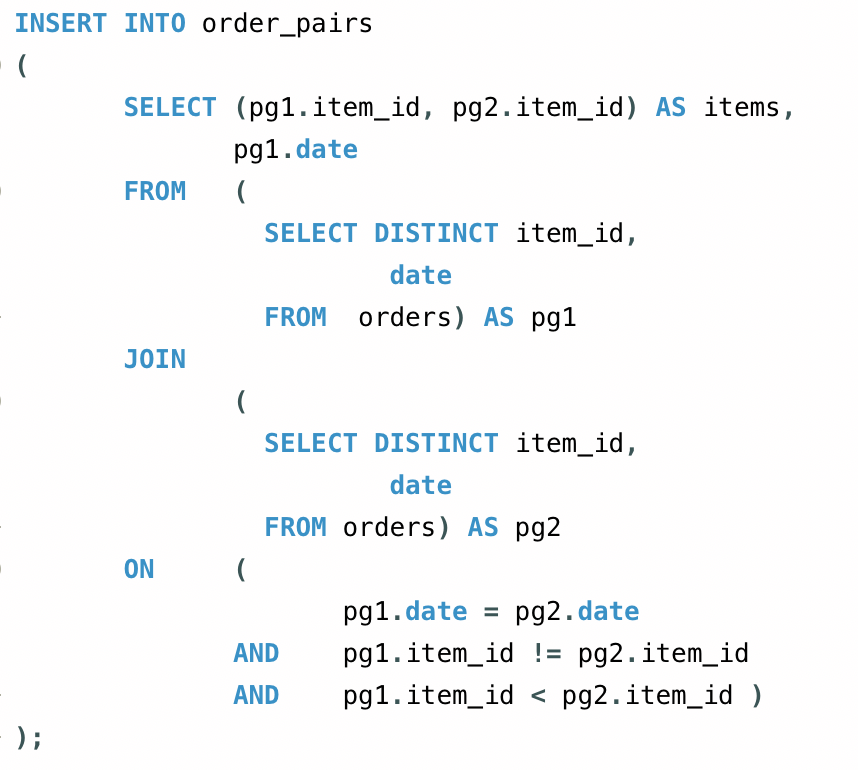 INSERT INTO order_pairs
(
SELECT (pg1.item_id, pg2.item_id) AS items,
pg1.date
FROM (
SELECT DISTINCT item_id,
date
FROM orders) AS pg1
JOIN
(
SELECT DISTINCT item_id,
date
FROM orders) AS pg2
ON (
pg1.date = pg2.date
AND pg1.item_id != pg2.item_id
AND pg1.item_id < pg2.item_id )
);